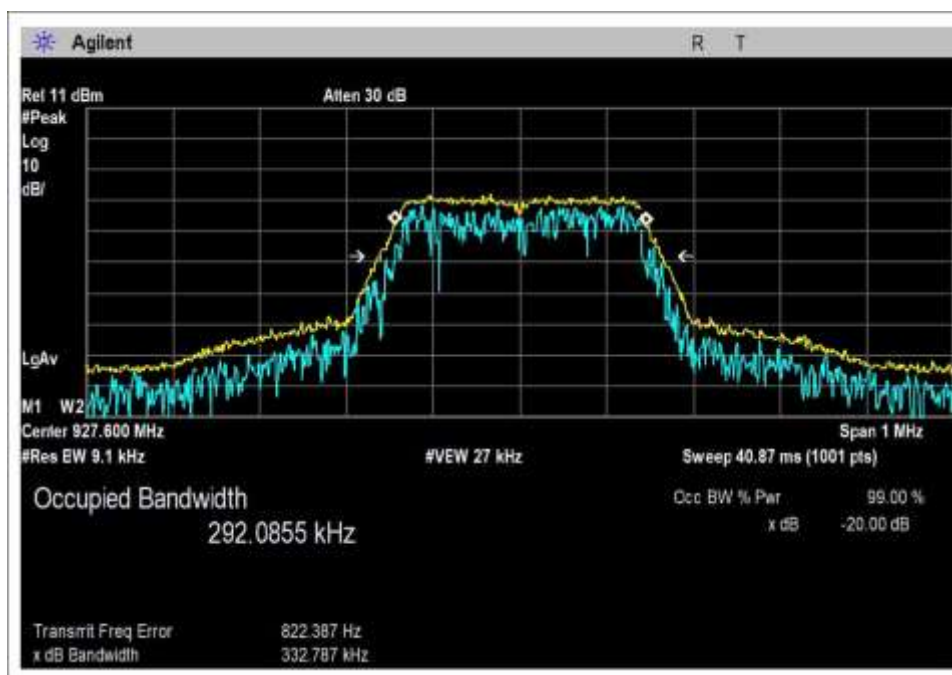 Agilent R T
Ref 11 dBm Atten 30 dB
#Peak
Log
10
dB/
LgAv
M1 W2
Center 927.600 MHz Span 1 MHz
#Res BW 9.1 kHz #VBW 27 kHz Sweep 40.87 ms (1001 pts)
Occupied Bandwidth Occ BW % Pwr 99.00 %
292.0855 kHz x dB -20.00 dB
Transmit Freq Error 822.387 Hz
x dB Bandwidth 332.787 kHz